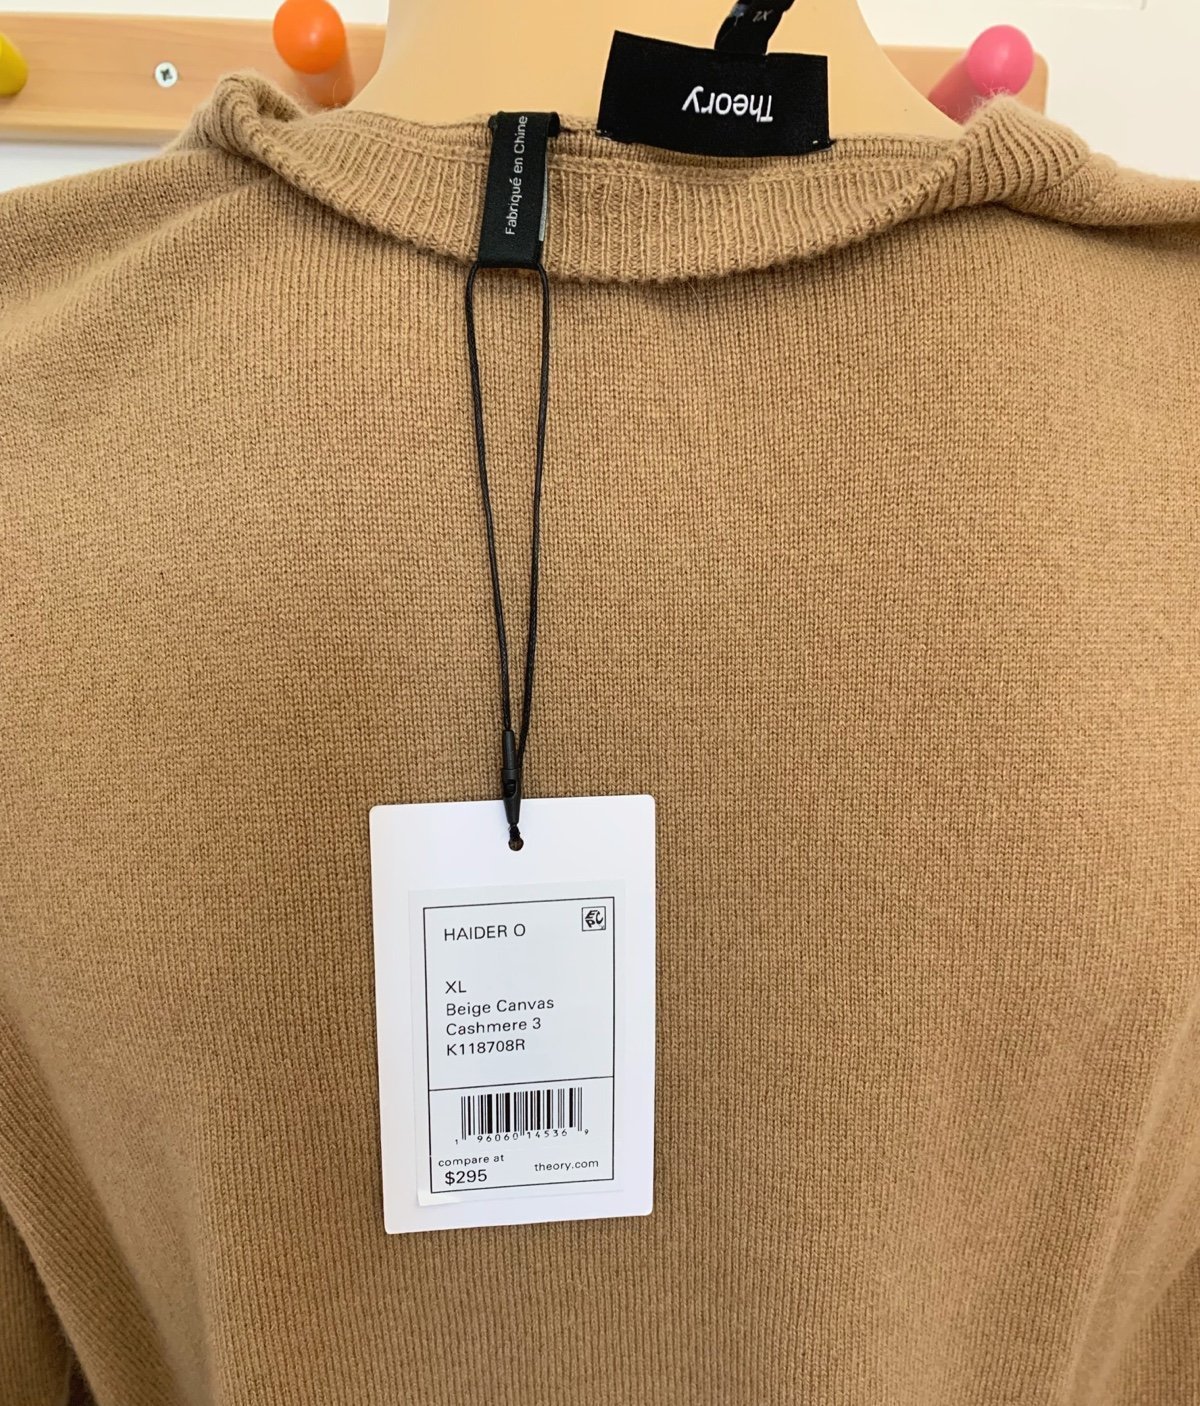 Theory
Fabriqué en Chine
HAIDER O
XL
Beige Canvas
Cashmere 3
K118708R
1 96060 14536 9
compare at
$295
theory.com